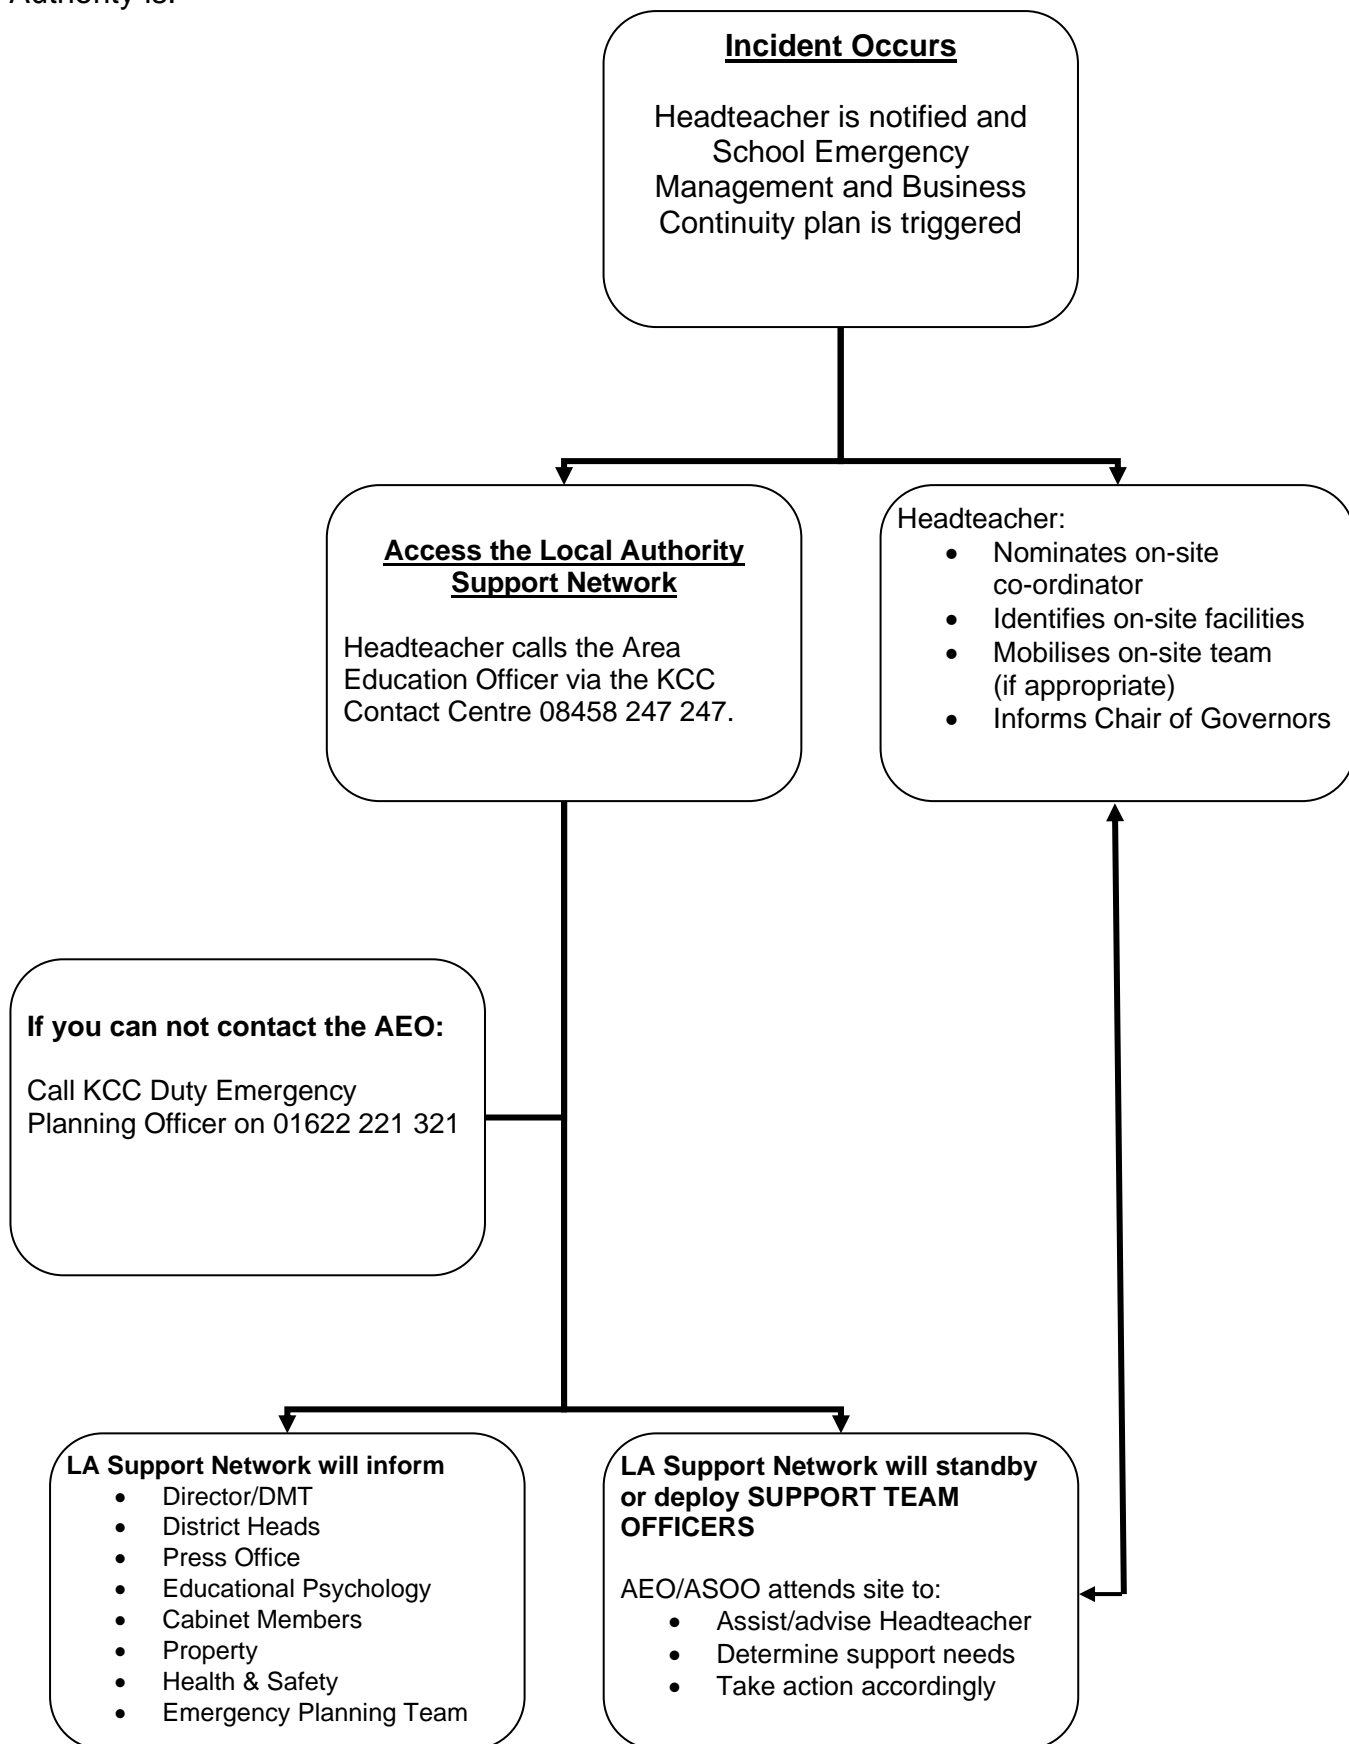 Authority is:
Incident Occurs
Headteacher is notified and
School Emergency
Management and Business
Continuity plan is triggered
Access the Local Authority
Support Network
Headteacher calls the Area
Education Officer via the KCC
Contact Centre 08458 247 247.
Headteacher:
• Nominates on-site
co-ordinator
• Identifies on-site facilities
• Mobilises on-site team
(if appropriate)
• Informs Chair of Governors
If you can not contact the AEO:
Call KCC Duty Emergency
Planning Officer on 01622 221 321
LA Support Network will inform
• Director/DMT
• District Heads
• Press Office
• Educational Psychology
• Cabinet Members
• Property
• Health & Safety
• Emergency Planning Team
LA Support Network will standby
or deploy SUPPORT TEAM
OFFICERS
AEO/ASOO attends site to:
• Assist/advise Headteacher
• Determine support needs
• Take action accordingly